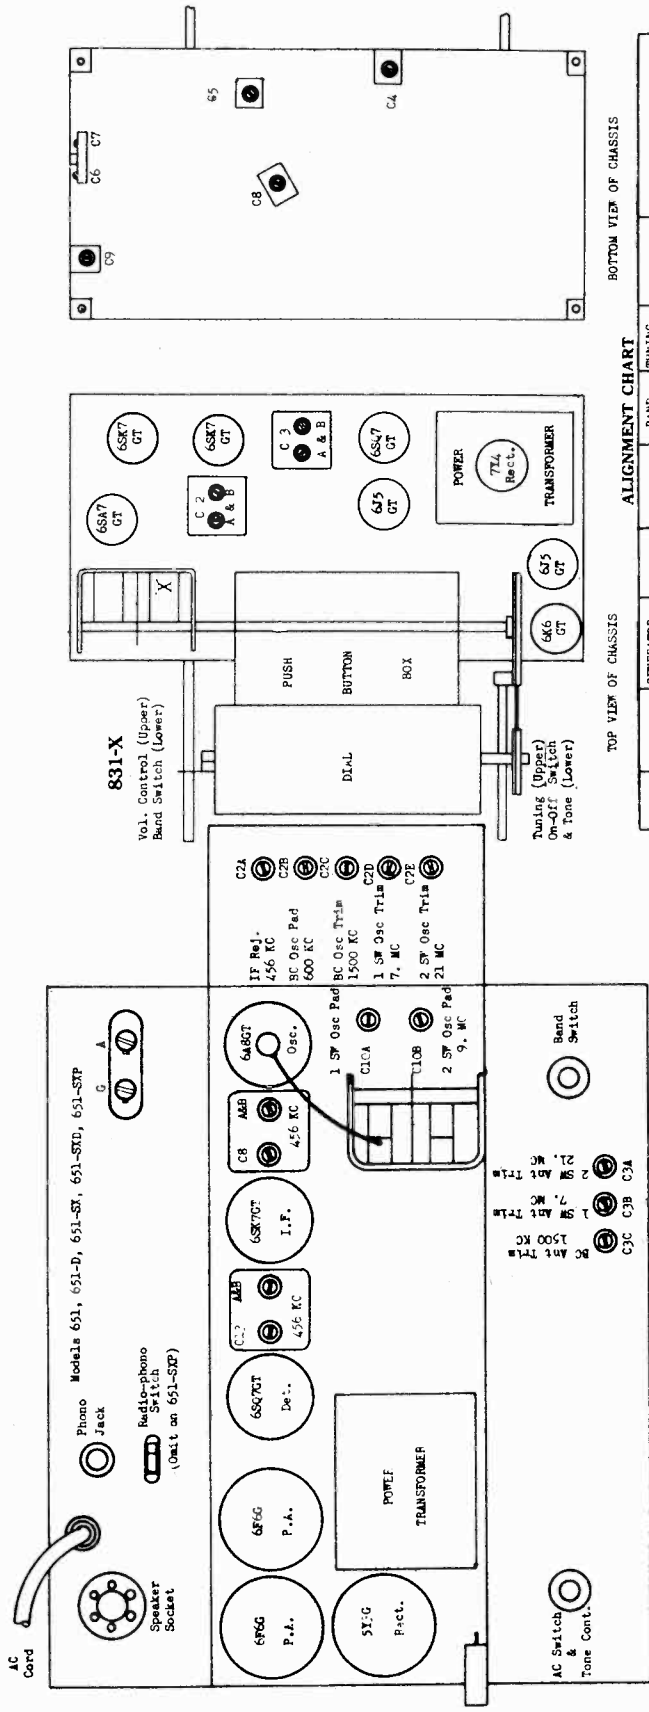 AC
Cord
Speaker
Socket
Phono
Jack
Radio-phono
Switch
(Omit on 651-SXP)
Models 651, 651-D, 651-SX, 651-SXD, 651-SXP
G
A
6F6G
P.A.
6F6G
P.A.
6SQ7GT
Det.
A&B
456 KC
6SK7GT
I.F.
C8
A&B
456 KC
6A8GT
Osc.
5Y3G
Rect.
POWER
TRANSFORMER
IF Rej.
456 KC
C2A
BC Osc Pad
600 KC
C2B
BC Osc Trim
1500 KC
C2C
1 SW Osc Trim
7. MC
C2D
2 SW Osc Trim
21 MC
C2E
1 SW Osc Pad
C10A
C10B
2 SW Osc Pad
9. MC
AC Switch
&
Tone Cont.
BC Ant Trim
1500 KC
C3C
1 SW Ant Trim
7. MC
C3B
2 SW Ant Trim
21. MC
C3A
Band
Switch
831-X
Vol. Control (Upper)
Band Switch (Lower)
DIAL
PUSH
BUTTON
BOX
X
Tuning (Upper)
On-Off Switch
& Tone (Lower)
6SA7
GT
6SK7
GT
6SK7
GT
C 2
A & B
C 3
A & B
6J5
GT
6SQ7
GT
POWER
7Y4
Rect.
TRANSFORMER
6K6
GT
6J5
GT
TOP VIEW OF CHASSIS
C9
C6
C7
C8
C4
BOTTOM VIEW OF CHASSIS
ALIGNMENT CHART